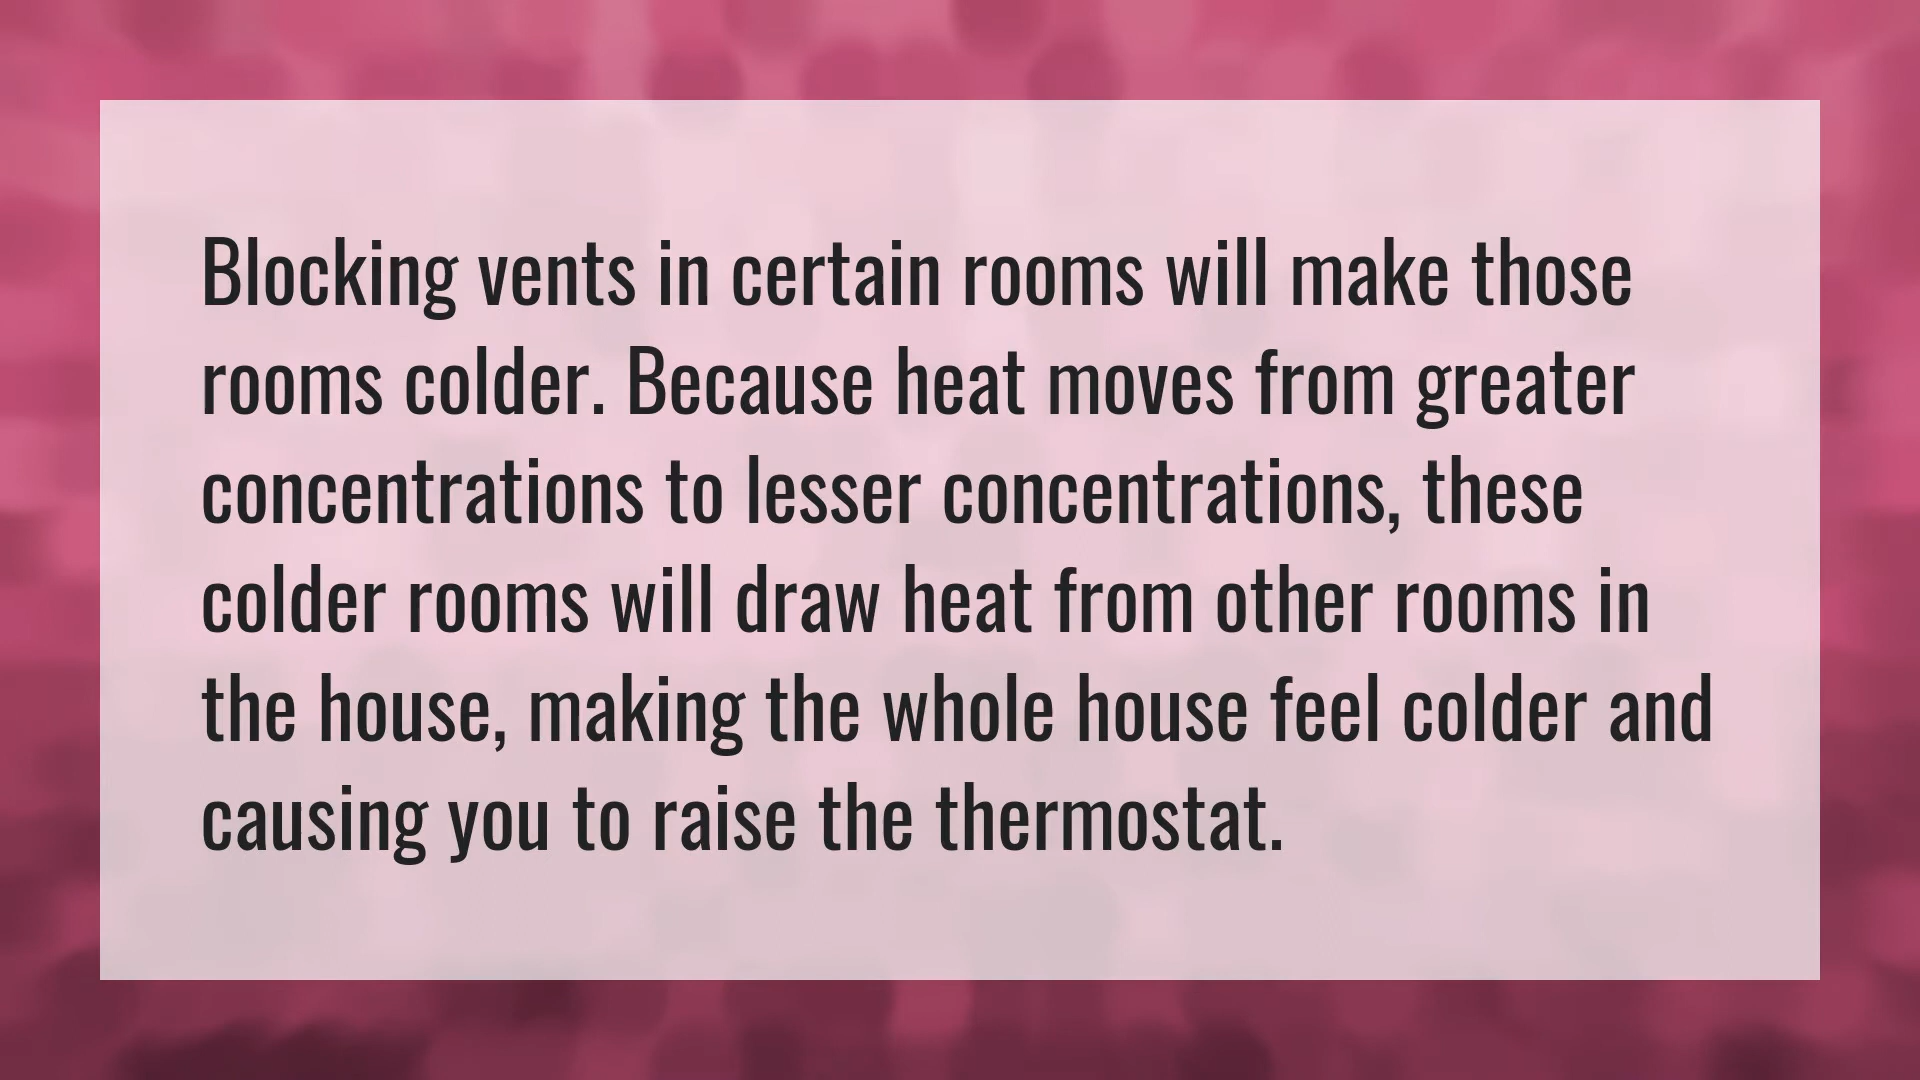 Blocking vents in certain rooms will make those
rooms colder. Because heat moves from greater
concentrations to lesser concentrations, these
colder rooms will draw heat from other rooms in
the house, making the whole house feel colder and
causing you to raise the thermostat.